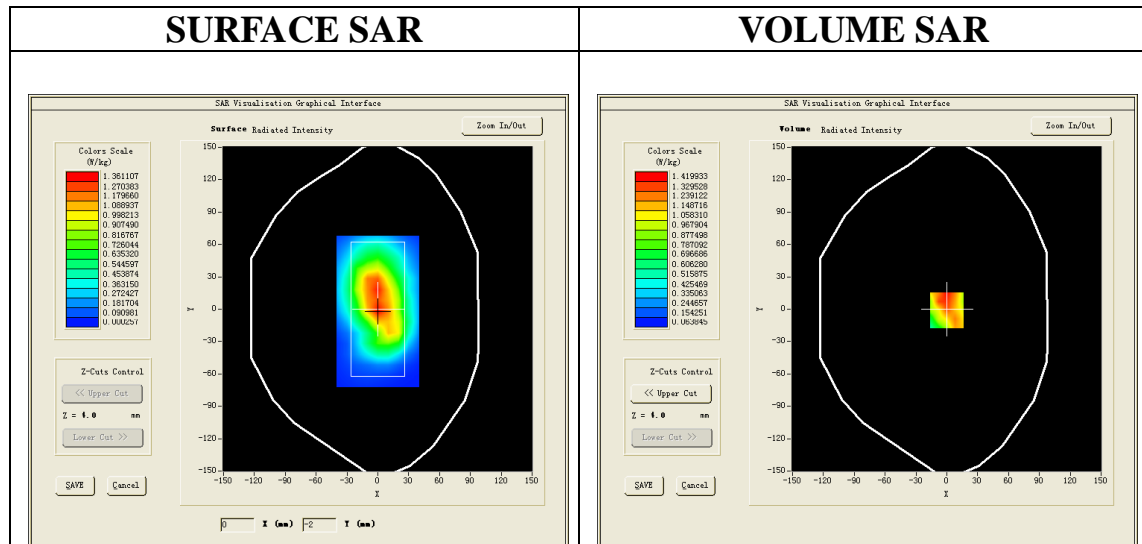 SURFACE SAR
VOLUME SAR
SAR Visualisation Graphical Interface
Surface Radiated Intensity
Zoom In/Out
Colors Scale
(W/kg)
1.361107
1.270383
1.179660
1.088937
0.998213
0.907490
0.816767
0.726044
0.635320
0.544597
0.453874
0.363150
0.272427
0.181704
0.090981
0.000257
150
120
90
60
30
0
-30
-60
-90
-120
-150
Y
-150 -120 -90 -60 -30 0 30 60 90 120 150
X
Z-Cuts Control
<< Upper Cut
Z = 4.0 mm
Lower Cut >>
SAVE Cancel
0 X (mm) -2 Y (mm)
SAR Visualisation Graphical Interface
Volume Radiated Intensity
Zoom In/Out
Colors Scale
(W/kg)
1.419933
1.329528
1.239122
1.148716
1.058310
0.967904
0.877498
0.787092
0.696686
0.606280
0.515875
0.425469
0.335063
0.244657
0.154251
0.063845
150
120
90
60
30
0
-30
-60
-90
-120
-150
Y
-150 -120 -90 -60 -30 0 30 60 90 120 150
X
Z-Cuts Control
<< Upper Cut
Z = 4.0 mm
Lower Cut >>
SAVE Cancel